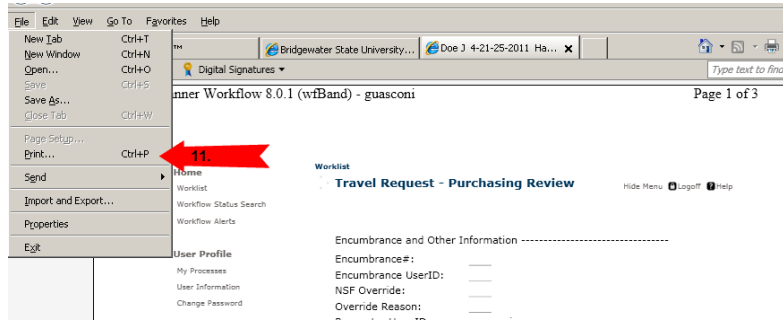 File Edit View Go To Favorites Help
New Tab Ctrl+T
New Window Ctrl+N
Open... Ctrl+O
Save Ctrl+S
Save As...
Close Tab Ctrl+W
Page Setup...
Print... Ctrl+P
Send
Import and Export...
Properties
Exit
11.
™
Bridgewater State University...
Doe J 4-21-25-2011 Ha... x
Digital Signatures
Type text to find
nner Workflow 8.0.1 (wfBand) - guasconi Page 1 of 3
Home
Worklist
Workflow Status Search
Workflow Alerts
User Profile
My Processes
User Information
Change Password
Worklist
Travel Request - Purchasing Review
Hide Menu Logoff Help
Encumbrance and Other Information --------------------------------
Encumbrance#:
Encumbrance UserID:
NSF Override:
Override Reason: